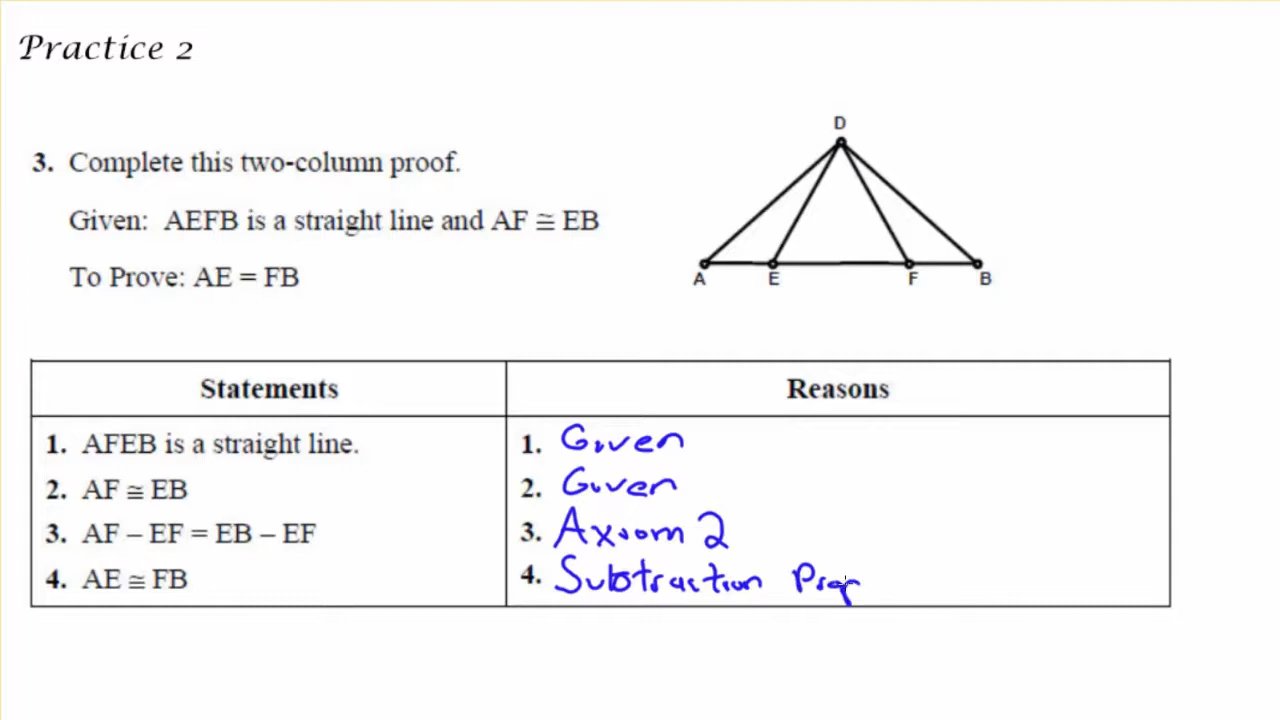 Practice 2
3. Complete this two-column proof.
Given: AEFB is a straight line and AF ≅ EB
To Prove: AE = FB
D
A E F B
Statements Reasons
1. AFEB is a straight line. 1. Given
2. AF ≅ EB 2. Given
3. AF – EF = EB – EF 3. Axiom 2
4. AE ≅ FB 4. Subtraction Prop